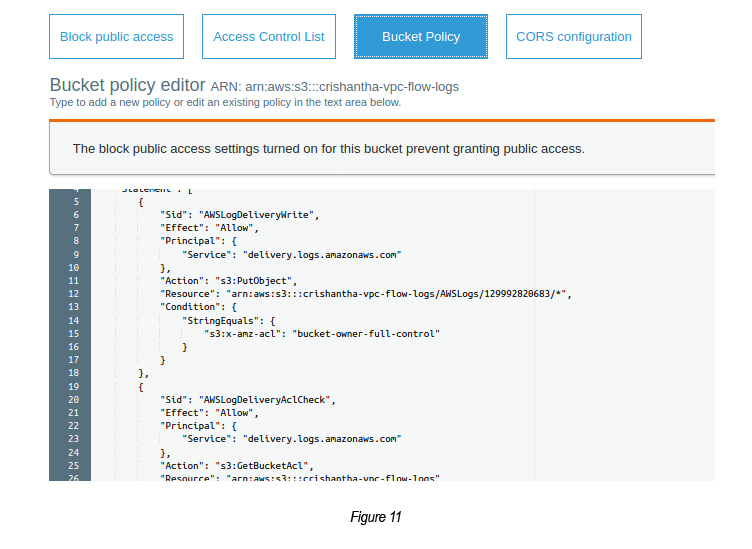 Block public access
Access Control List
Bucket Policy
CORS configuration
Bucket policy editor ARN: arn:aws:s3:::crishantha-vpc-flow-logs
Type to add a new policy or edit an existing policy in the text area below.
The block public access settings turned on for this bucket prevent granting public access.
4 "Statement": [
5 {
6 "Sid": "AWSLogDeliveryWrite",
7 "Effect": "Allow",
8 "Principal": {
9 "Service": "delivery.logs.amazonaws.com"
10 },
11 "Action": "s3:PutObject",
12 "Resource": "arn:aws:s3:::crishantha-vpc-flow-logs/AWSLogs/129992820683/*",
13 "Condition": {
14 "StringEquals": {
15 "s3:x-amz-acl": "bucket-owner-full-control"
16 }
17 }
18 },
19 {
20 "Sid": "AWSLogDeliveryAclCheck",
21 "Effect": "Allow",
22 "Principal": {
23 "Service": "delivery.logs.amazonaws.com"
24 },
25 "Action": "s3:GetBucketAcl",
26 "Resource": "arn:aws:s3:::crishantha-vpc-flow-logs"
Figure 11